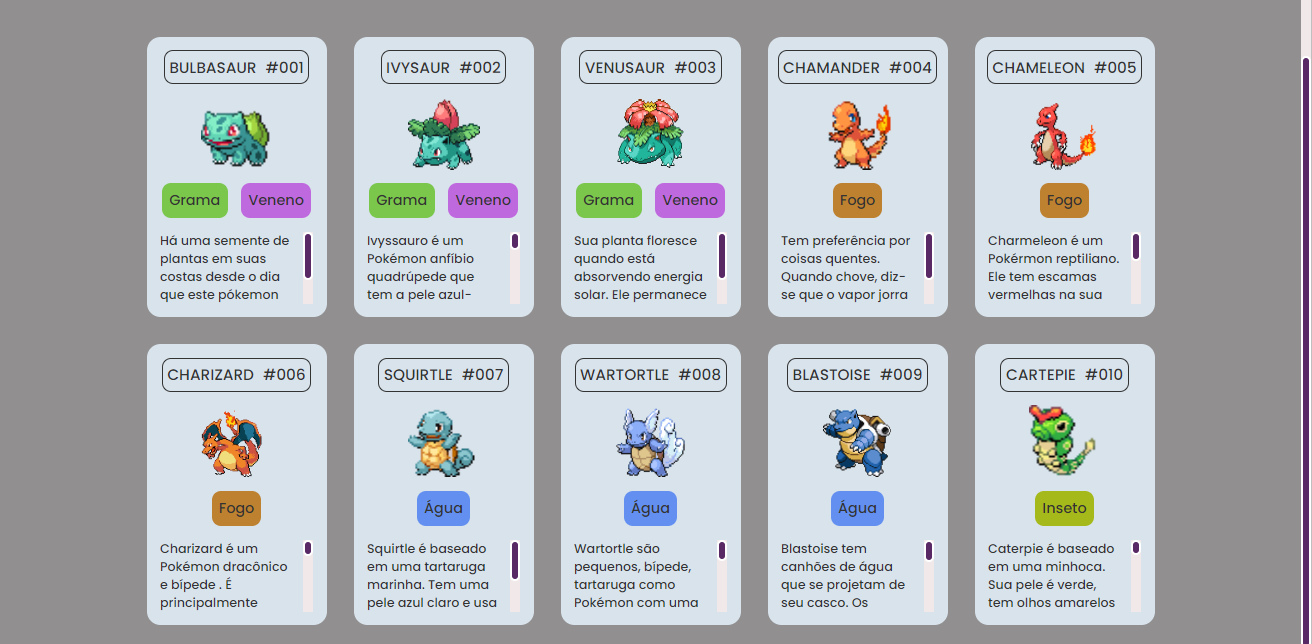 BULBASAUR #001
Grama Veneno
Há uma semente de
plantas em suas
costas desde o dia
que este pókemon
IVYSAUR #002
Grama Veneno
Ivyssauro é um
Pokémon anfíbio
quadrúpede que
tem a pele azul-
VENUSAUR #003
Grama Veneno
Sua planta floresce
quando está
absorvendo energia
solar. Ele permanece
CHAMANDER #004
Fogo
Tem preferência por
coisas quentes.
Quando chove, diz-
se que o vapor jorra
CHAMELEON #005
Fogo
Charmeleon é um
Pokérmon reptiliano.
Ele tem escamas
vermelhas na sua
CHARIZARD #006
Fogo
Charizard é um
Pokémon dracônico
e bípede . É
principalmente
SQUIRTLE #007
Água
Squirtle é baseado
em uma tartaruga
marinha. Tem uma
pele azul claro e usa
WARTORTLE #008
Água
Wartortle são
pequenos, bípede,
tartaruga como
Pokémon com uma
BLASTOISE #009
Água
Blastoise tem
canhões de água
que se projetam de
seu casco. Os
CARTEPIE #010
Inseto
Caterpie é baseado
em uma minhoca.
Sua pele é verde,
tem olhos amarelos